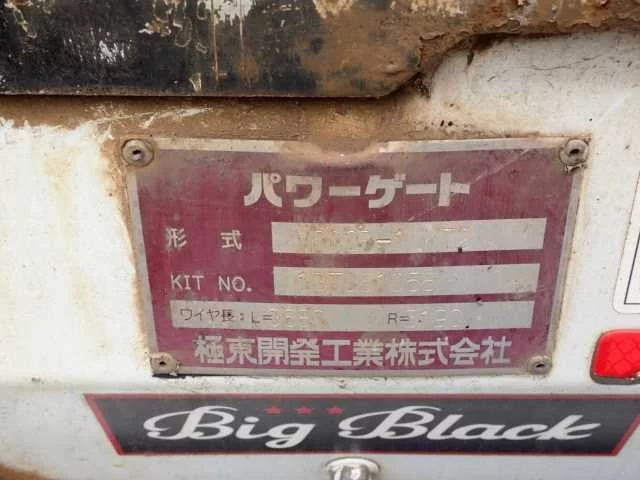 パワーゲート
形 式
KIT NO.
ワイヤ長: L= R=
極東開発工業株式会社
Big Black